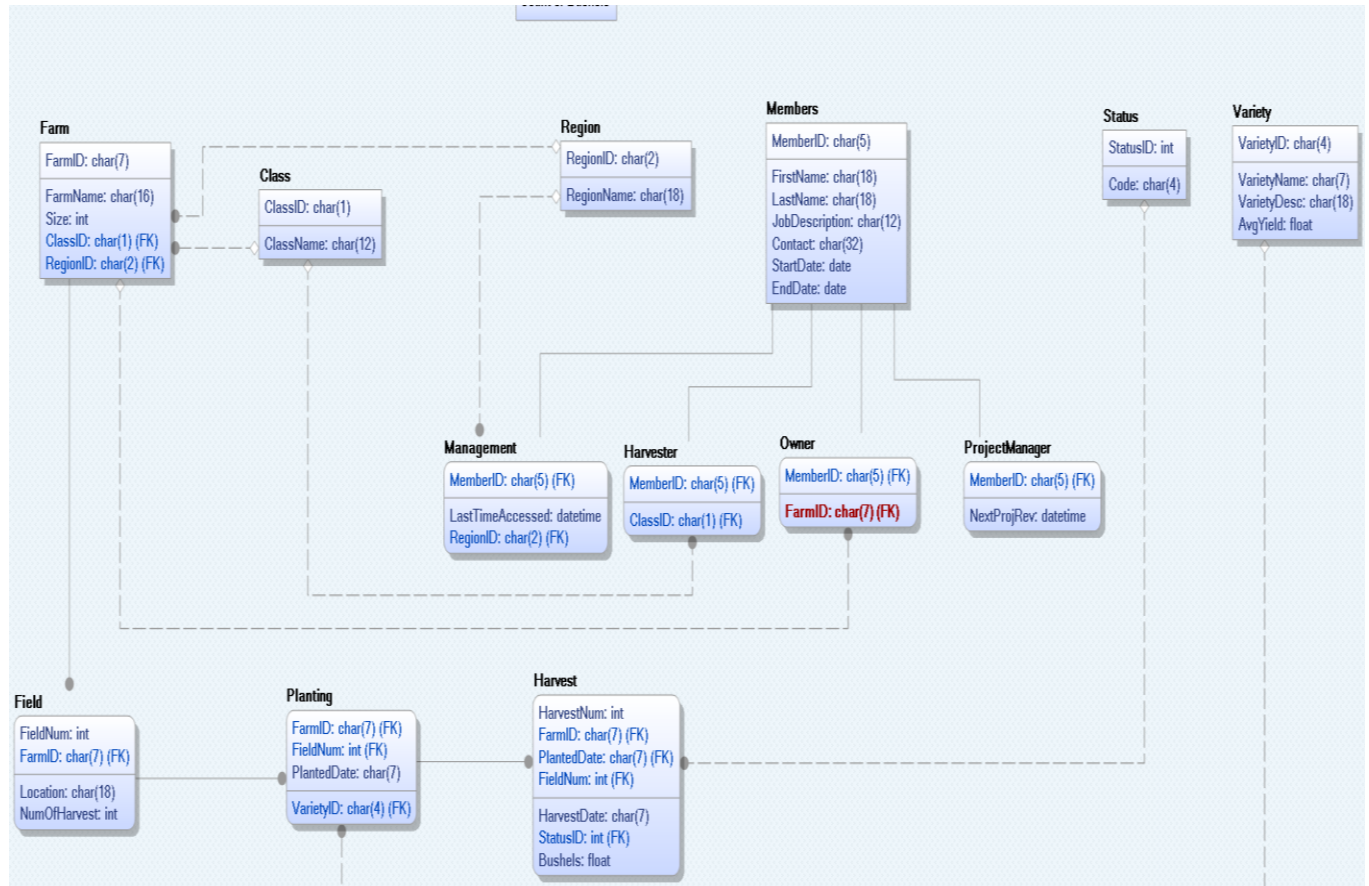 Farm
FarmID: char(7)
FarmName: char(16)
Size: int
ClassID: char(1) (FK)
RegionID: char(2) (FK)
Class
ClassID: char(1)
ClassName: char(12)
Region
RegionID: char(2)
RegionName: char(18)
Members
MemberID: char(5)
FirstName: char(18)
LastName: char(18)
JobDescription: char(12)
Contact: char(32)
StartDate: date
EndDate: date
Status
StatusID: int
Code: char(4)
Variety
VarietyID: char(4)
VarietyName: char(7)
VarietyDesc: char(18)
AvgYield: float
Management
MemberID: char(5) (FK)
LastTimeAccessed: datetime
RegionID: char(2) (FK)
Harvester
MemberID: char(5) (FK)
ClassID: char(1) (FK)
Owner
MemberID: char(5) (FK)
FarmID: char(7) (FK)
ProjectManager
MemberID: char(5) (FK)
NextProjRev: datetime
Field
FieldNum: int
FarmID: char(7) (FK)
Location: char(18)
NumOfHarvest: int
Planting
FarmID: char(7) (FK)
FieldNum: int (FK)
PlantedDate: char(7)
VarietyID: char(4) (FK)
Harvest
HarvestNum: int
FarmID: char(7) (FK)
PlantedDate: char(7) (FK)
FieldNum: int (FK)
HarvestDate: char(7)
StatusID: int (FK)
Bushels: float